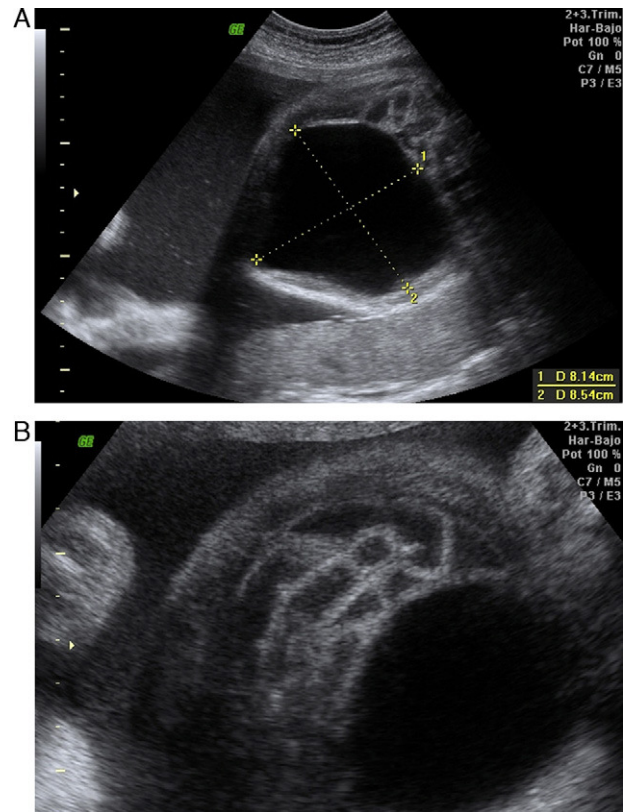 A
GE
2+3.Trim.
Har-Bajo
Pot 100 %
Gn 0
C7 / M5
P3 / E3
1
2
1 D 8.14cm
2 D 8.54cm
B
GE
2+3.Trim.
Har-Bajo
Pot 100 %
Gn 0
C7 / M5
P3 / E3